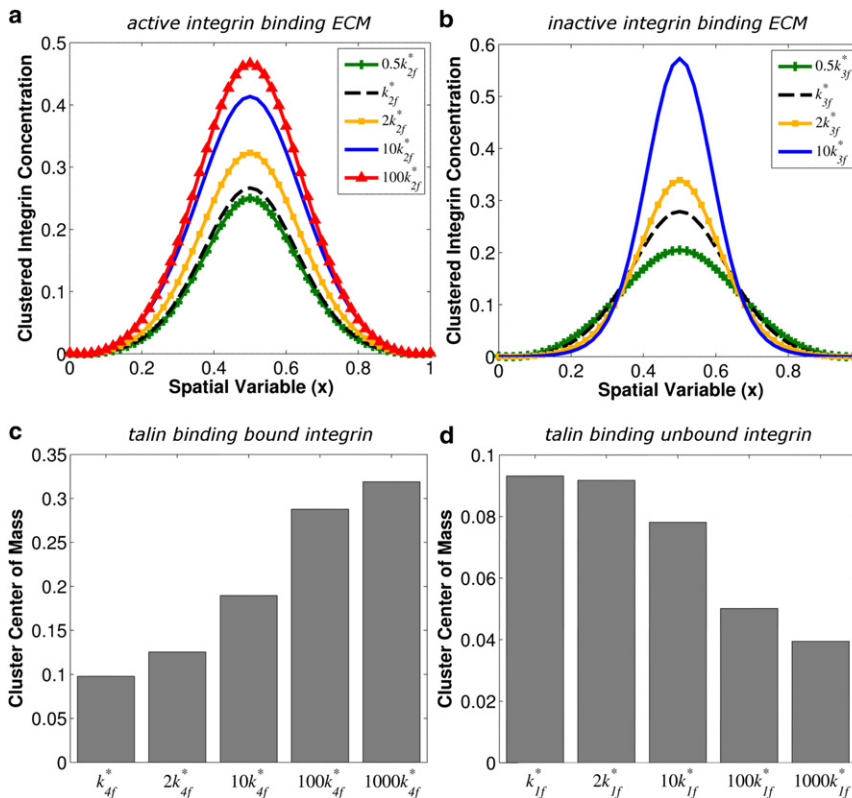 a
active integrin binding ECM
Clustered Integrin Concentration
0.5
0.4
0.3
0.2
0.1
0
0.5k*2f
k*2f
2k*2f
10k*2f
100k*2f
0 0.2 0.4 0.6 0.8 1
Spatial Variable (x)
b
inactive integrin binding ECM
Clustered Integrin Concentration
0.6
0.5
0.4
0.3
0.2
0.1
0
0.5k*3f
k*3f
2k*3f
10k*3f
0 0.2 0.4 0.6 0.8
Spatial Variable (x)
c
talin binding bound integrin
Cluster Center of Mass
0.35
0.3
0.25
0.2
0.15
0.1
0.05
0
k*4f 2k*4f 10k*4f 100k*4f 1000k*4f
d
talin binding unbound integrin
Cluster Center of Mass
0.1
0.08
0.06
0.04
0.02
0
k*1f 2k*1f 10k*1f 100k*1f 1000k*1f